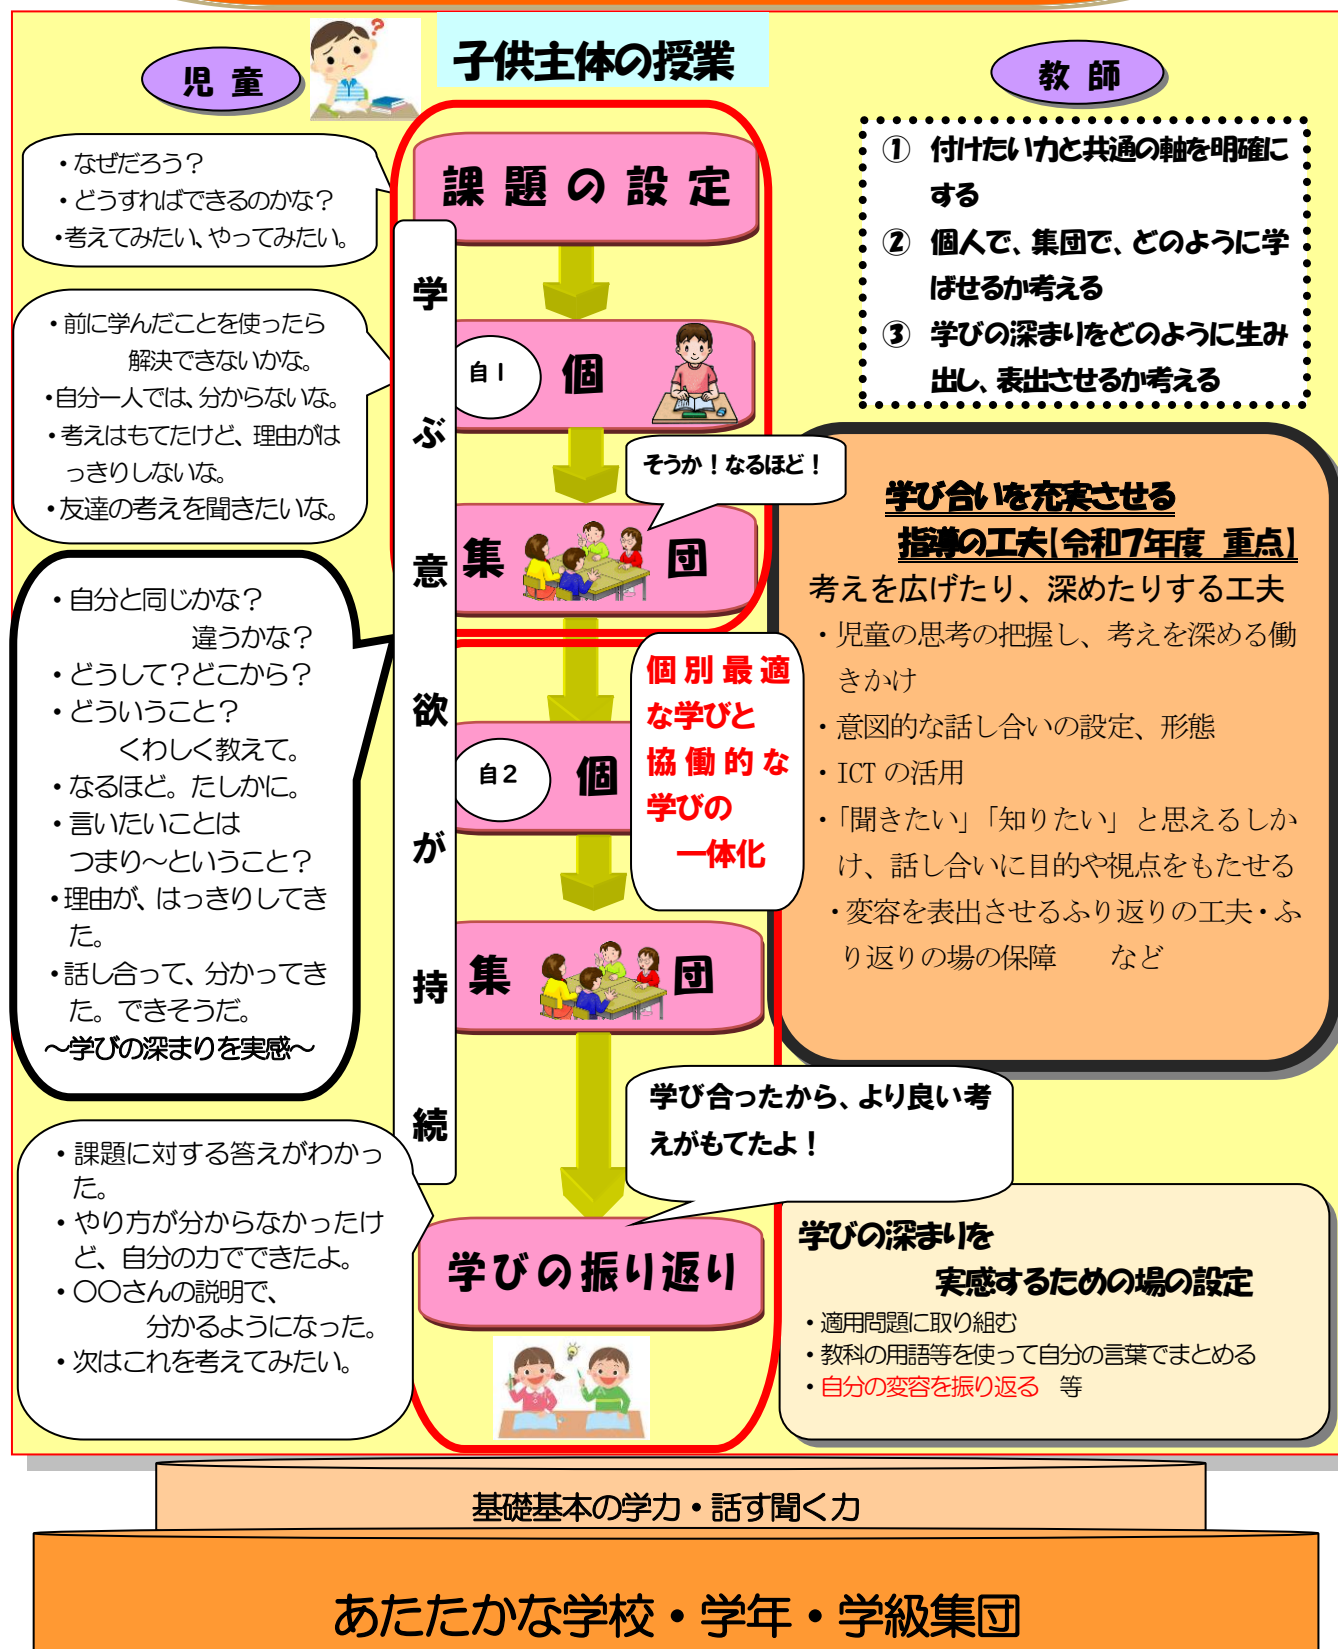 子供主体の授業
児童
教師
・なぜだろう？
・どうすればできるのかな？
・考えてみたい、やってみたい。
・前に学んだことを使ったら
解決できないかな。
・自分一人では、分からないな。
・考えはもてたけど、理由がは
っきりしないな。
・友達の考えを聞きたいな。
・自分と同じかな？
違うかな？
・どうして？どこから？
・どういうこと？
くわしく教えて。
・なるほど。たしかに。
・言いたいことは
つまり～ということ？
・理由が、はっきりしてき
た。
・話し合って、分かってき
た。できそうだ。
～学びの深まりを実感～
・課題に対する答えがわかっ
た。
・やり方が分からなかったけ
ど、自分の力でできたよ。
・〇〇さんの説明で、
分かるようになった。
・次はこれを考えてみたい。
学ぶ意欲が持続
課題の設定
自1 個
そうか！なるほど！
集団
個別最適
な学びと
協働的な
学びの
一体化
自2 個
集団
学び合ったから、より良い考
えがもてたよ！
学びの振り返り
① 付けたい力と共通の軸を明確に
する
② 個人で、集団で、どのように学
ばせるか考える
③ 学びの深まりをどのように生み
出し、表出させるか考える
学び合いを充実させる
指導の工夫【令和7年度 重点】
考えを広げたり、深めたりする工夫
・児童の思考の把握し、考えを深める働
きかけ
・意図的な話し合いの設定、形態
・ICTの活用
・「聞きたい」「知りたい」と思えるしか
け、話し合いに目的や視点をもたせる
・変容を表出させるふり返りの工夫・ふ
り返りの場の保障　など
学びの深まりを
実感するための場の設定
・適用問題に取り組む
・教科の用語等を使って自分の言葉でまとめる
・自分の変容を振り返る　等
基礎基本の学力・話す聞く力
あたたかな学校・学年・学級集団